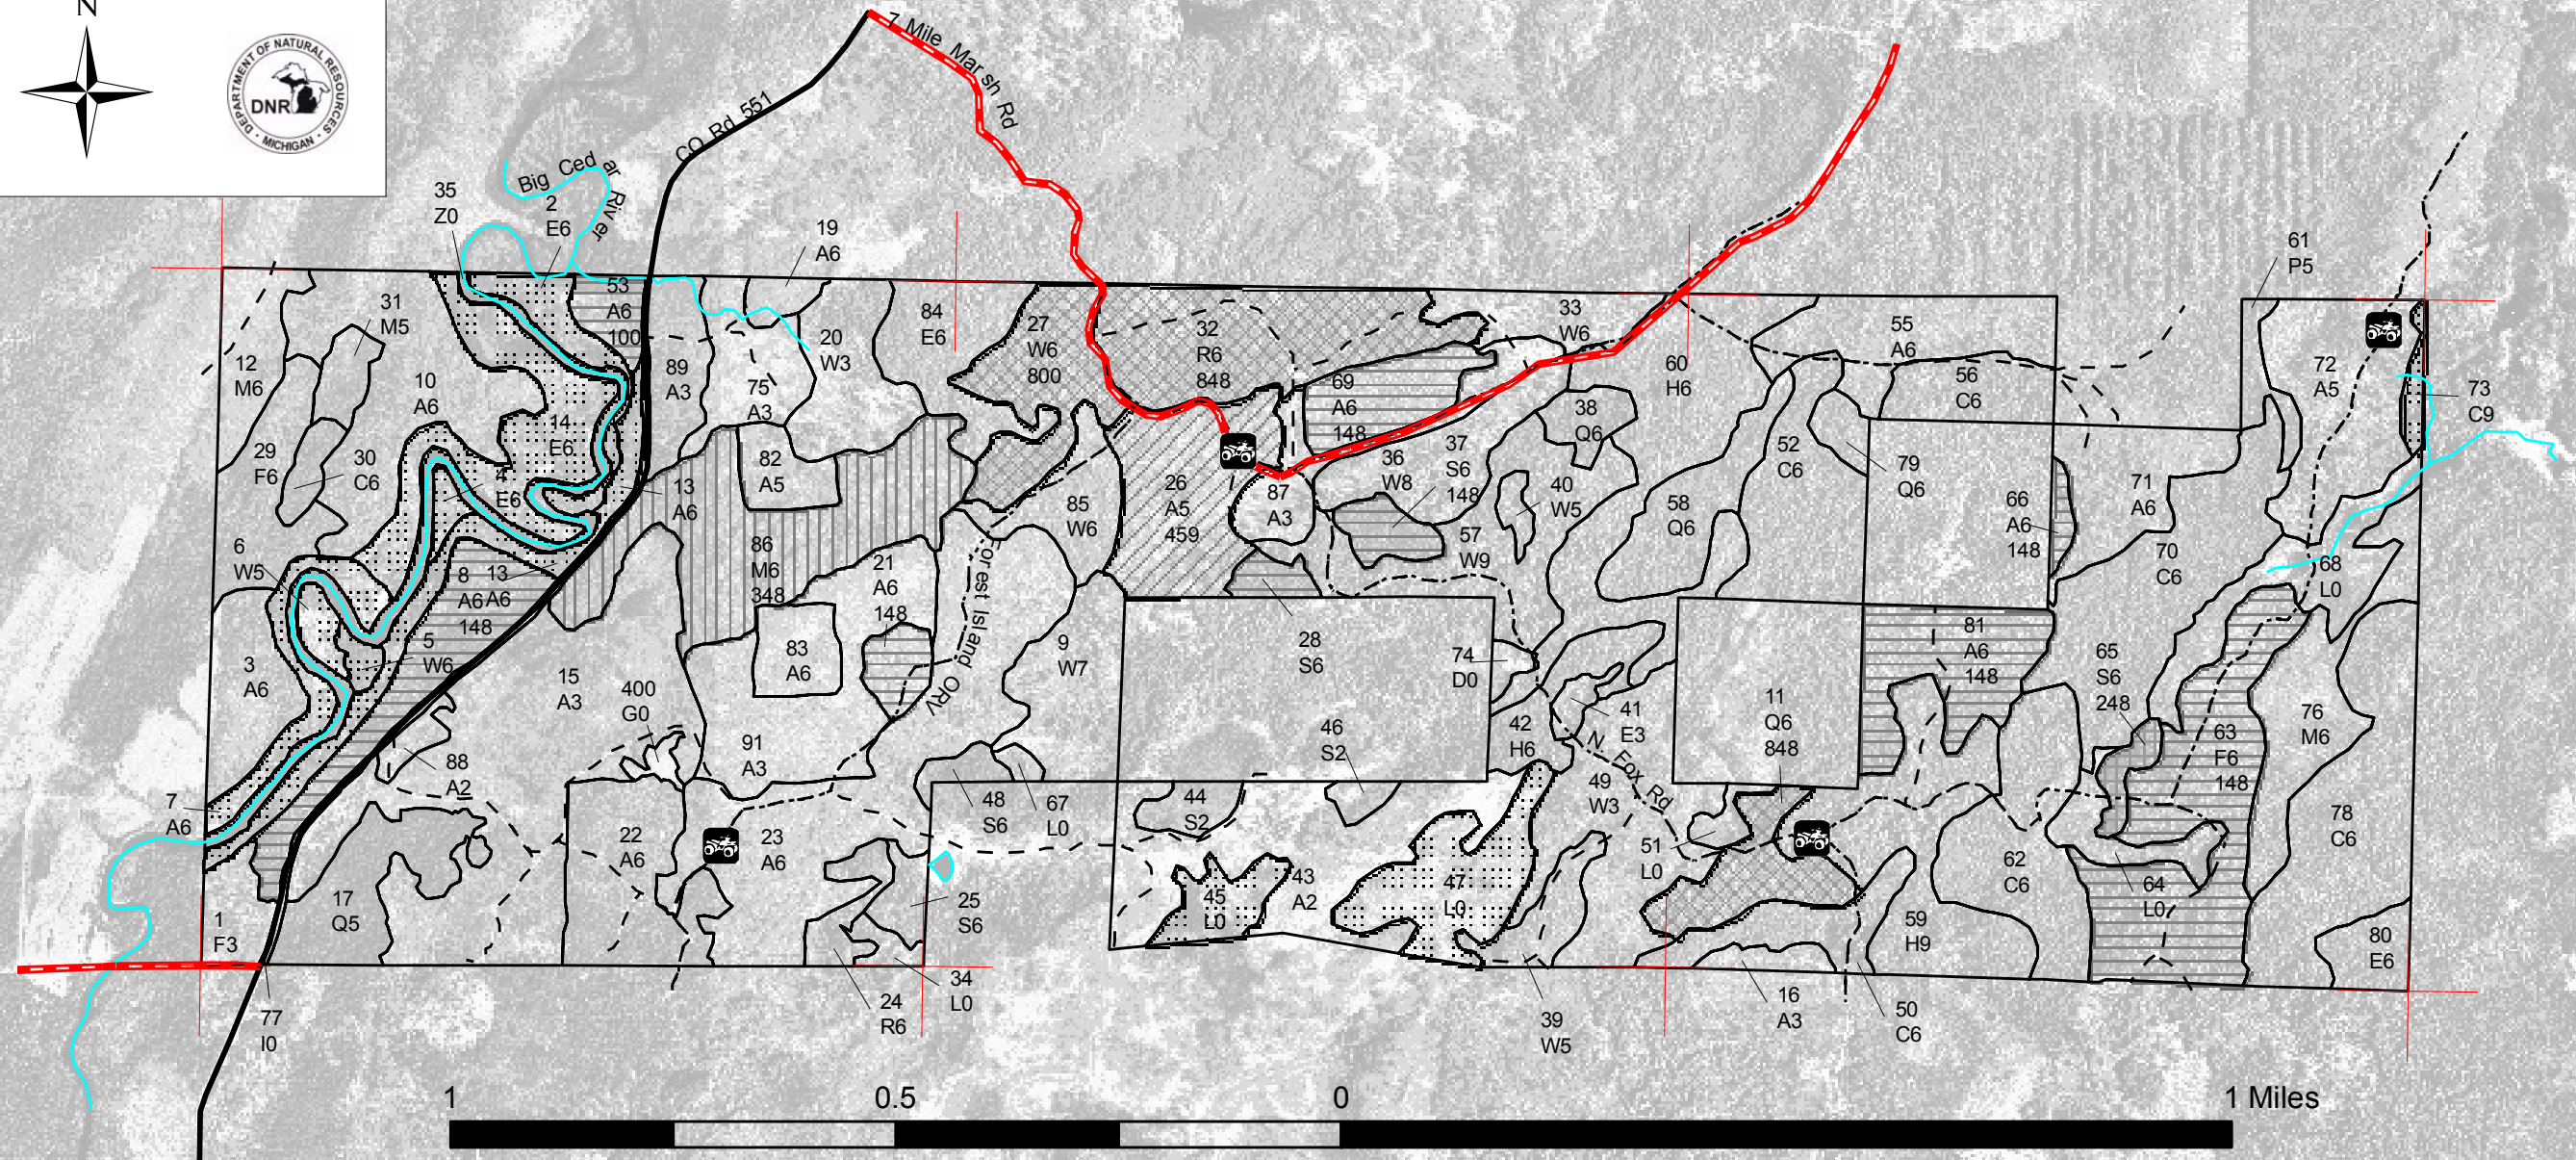 N
DEPARTMENT OF NATURAL RESOURCES
DNR
MICHIGAN
7 Mile Marsh Rd
CO Rd 551
Big Cedar River
35
Z0
2
E6
19
A6
61
P5
53
A6
100
31
M5
84
E6
27
W6
800
32
R6
848
33
W6
55
A6
20
W3
12
M6
10
A6
89
A3
75
A3
69
A6
148
60
H6
56
C6
72
A5
73
C9
14
E6
38
Q6
29
F6
30
C6
4
E6
82
A5
13
A6
85
W6
26
A5
459
87
A3
36
W8
37
S6
148
40
W5
52
C6
79
Q6
58
Q6
66
A6
148
71
A6
6
W5
8
A6
148
13
A6
86
M6
348
21
A6
148
57
W9
70
C6
68
L0
Forest Island ORV
3
A6
5
W6
15
A3
83
A6
9
W7
28
S6
74
D0
81
A6
148
65
S6
248
400
G0
91
A3
46
S2
42
H6
41
E3
11
Q6
848
63
F6
148
76
M6
N Fox Rd
88
A2
7
A6
48
S6
67
L0
44
S2
49
W3
78
C6
22
A6
23
A6
51
L0
62
C6
17
Q5
25
S6
45
L0
43
A2
47
L0
64
L0
1
F3
59
H9
80
E6
34
L0
24
R6
77
I0
39
W5
16
A3
50
C6
1
0.5
0
1 Miles